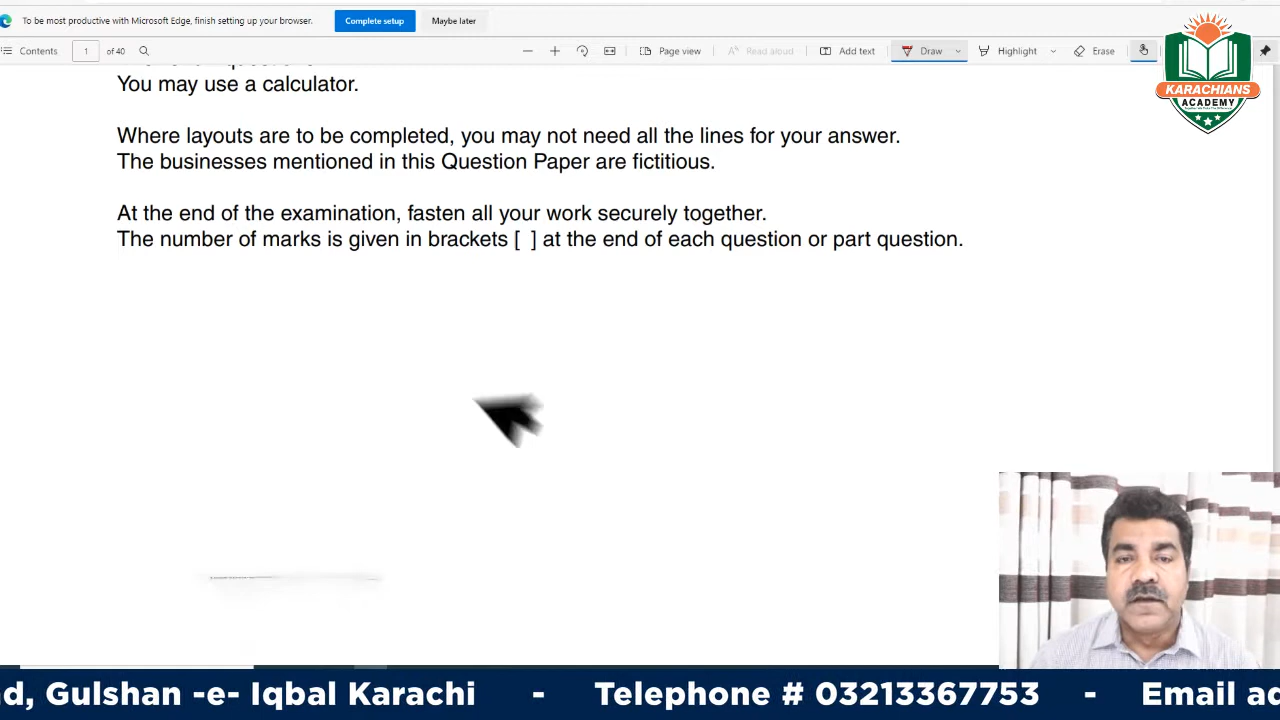 To be most productive with Microsoft Edge, finish setting up your browser. Complete setup Maybe later
Contents 1 of 40 Page view Read aloud Add text Draw Highlight Erase
You may use a calculator.
Where layouts are to be completed, you may not need all the lines for your answer.
The businesses mentioned in this Question Paper are fictitious.
At the end of the examination, fasten all your work securely together.
The number of marks is given in brackets [ ] at the end of each question or part question.
KARACHIANS
ACADEMY
d, Gulshan -e- Iqbal Karachi - Telephone # 03213367753 - Email ad